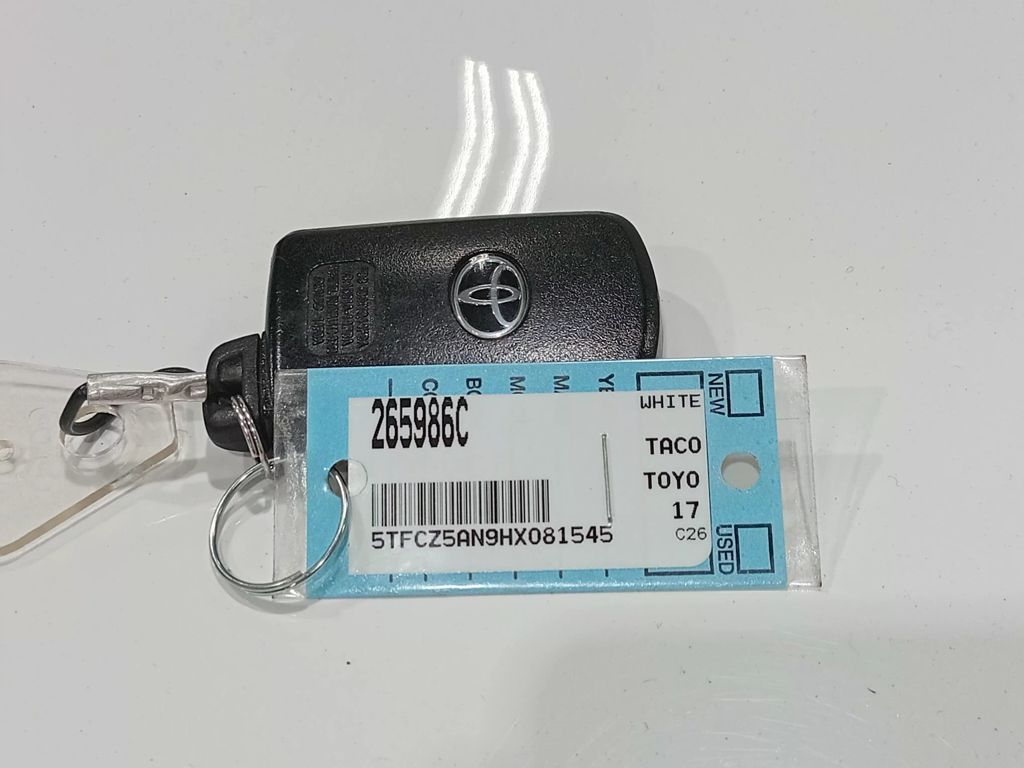 265986C
WHITE
TACO
TOYO
17
C26
5TFCZ5AN9HX081545
NEW
USED